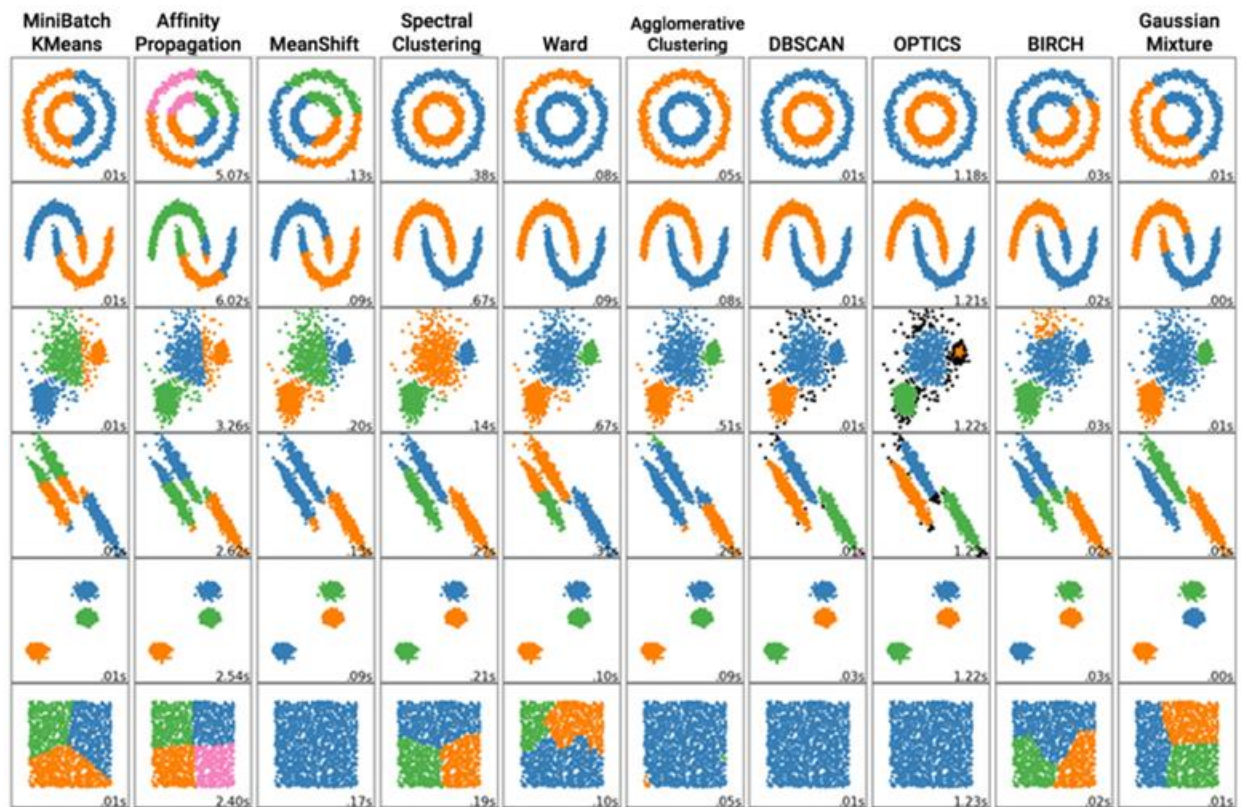 MiniBatch KMeans
Affinity Propagation
MeanShift
Spectral Clustering
Ward
Agglomerative Clustering
DBSCAN
OPTICS
BIRCH
Gaussian Mixture
.01s 5.07s .13s .38s .08s .05s .01s 1.18s .03s .01s
.01s 6.02s .09s .67s .09s .08s .01s 1.21s .02s .00s
.01s 3.26s .20s .14s .67s .51s .01s 1.22s .03s .01s
.01s 2.62s .27s .01s .02s .01s
.01s 2.54s .09s .21s .10s .09s .03s 1.22s .03s .00s
.01s 2.40s .17s .19s .10s .05s .01s 1.23s .02s .01s